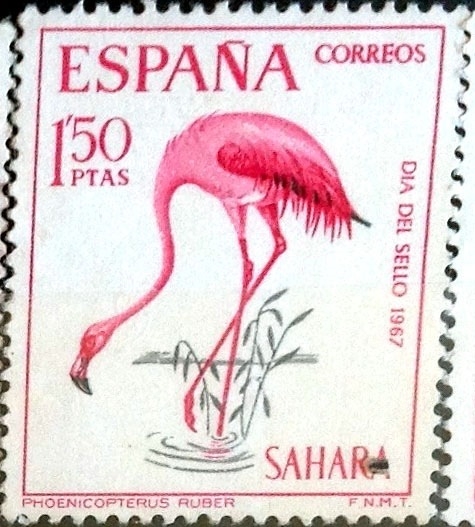 ESPAÑA CORREOS
1'50
PTAS
DIA DEL SELLO 1967
SAHARA
PHOENICOPTERUS RUBER F.N.M.T.